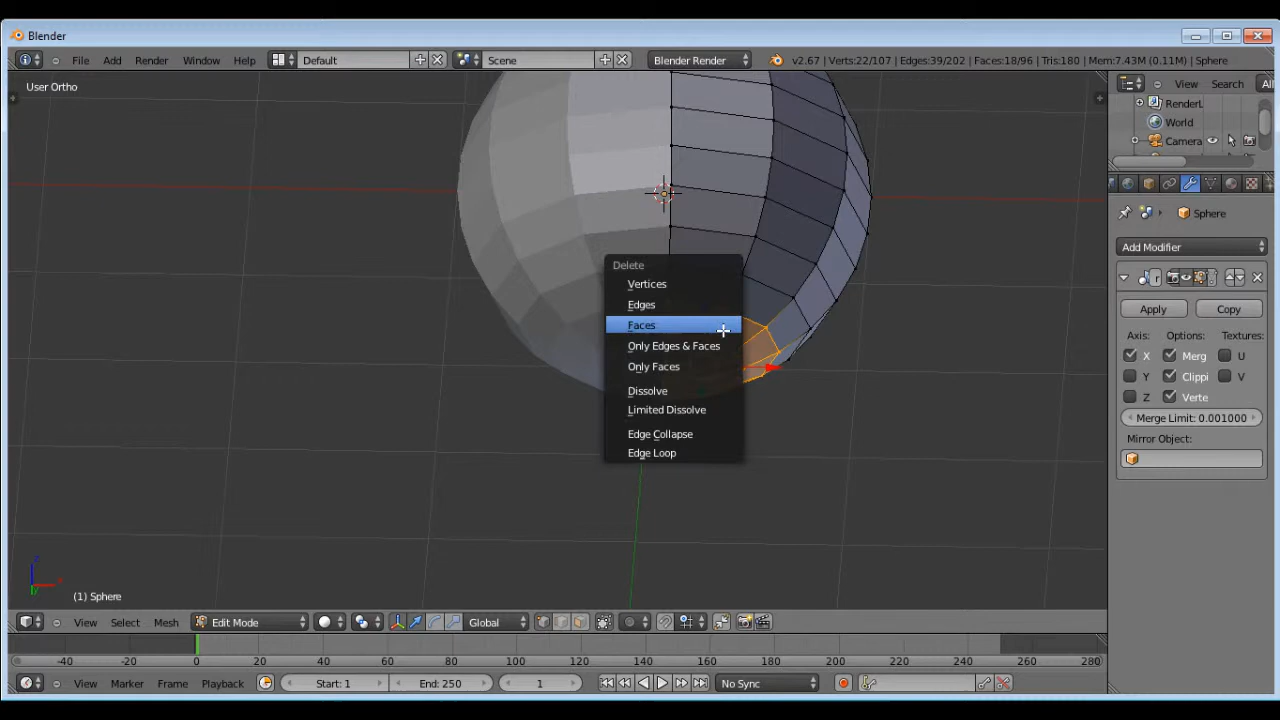 Blender
File Add Render Window Help Default Scene Blender Render v2.67 | Verts:22/107 | Edges:39/202 | Faces:18/96 | Tris:180 | Mem:7.43M (0.11M) | Sphere
User Ortho
View Search All
RenderL
World
Camera
Sphere
Add Modifier
Delete
Vertices
Edges
Faces
Only Edges & Faces
Only Faces
Dissolve
Limited Dissolve
Edge Collapse
Edge Loop
Apply Copy
Axis: Options: Textures:
X Merg U
Y Clippi V
Z Verte
Merge Limit: 0.001000
Mirror Object:
z
x
y
(1) Sphere
View Select Mesh Edit Mode Global
-40 -20 0 20 40 60 80 100 120 140 160 180 200 220 240 260 280
View Marker Frame Playback Start: 1 End: 250 1 No Sync